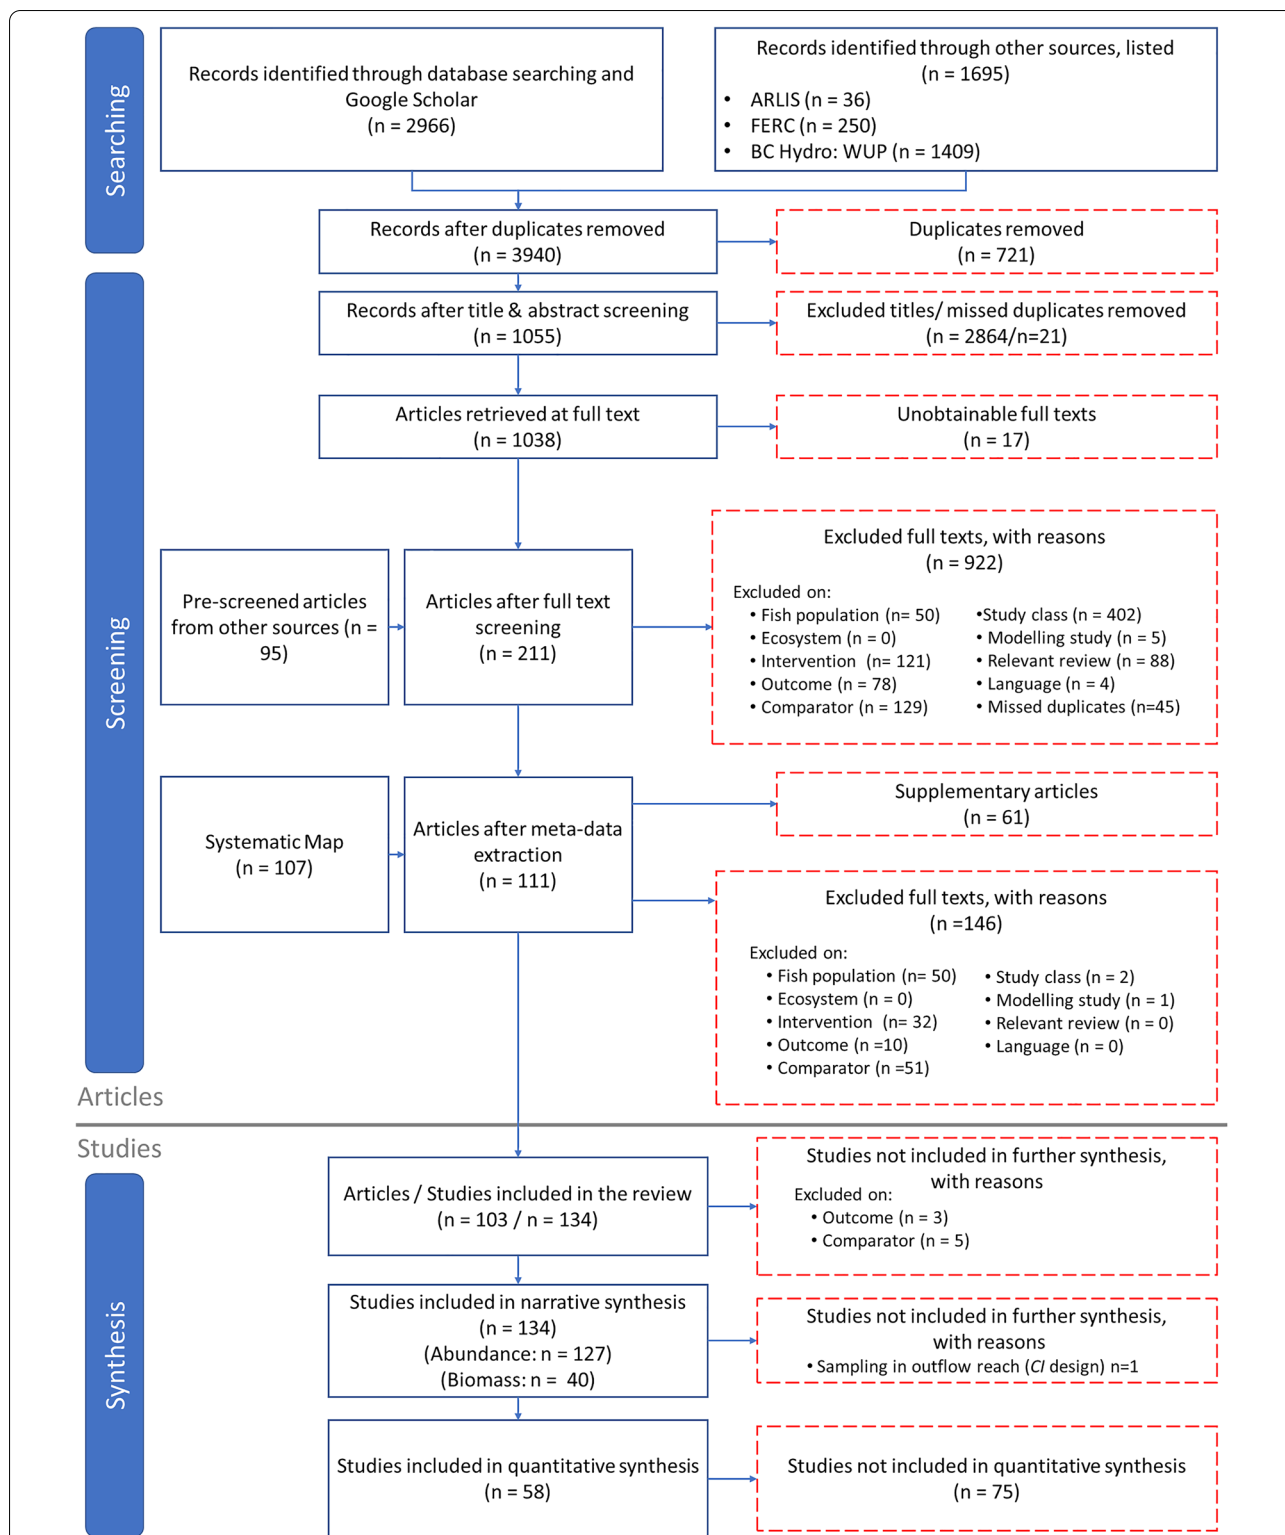 Searching
Records identified through database searching and
Google Scholar
(n = 2966)
Records identified through other sources, listed
(n = 1695)
• ARLIS (n = 36)
• FERC (n = 250)
• BC Hydro: WUP (n = 1409)
Records after duplicates removed
(n = 3940)
Duplicates removed
(n = 721)
Screening
Records after title & abstract screening
(n = 1055)
Excluded titles/ missed duplicates removed
(n = 2864/n=21)
Articles retrieved at full text
(n = 1038)
Unobtainable full texts
(n = 17)
Pre-screened articles
from other sources (n =
95)
Articles after full text
screening
(n = 211)
Excluded full texts, with reasons
(n = 922)
Excluded on:
• Fish population (n= 50)
• Ecosystem (n = 0)
• Intervention (n= 121)
• Outcome (n = 78)
• Comparator (n = 129)
•Study class (n = 402)
• Modelling study (n = 5)
• Relevant review (n = 88)
• Language (n = 4)
• Missed duplicates (n=45)
Systematic Map
(n = 107)
Articles after meta-data
extraction
(n = 111)
Supplementary articles
(n = 61)
Excluded full texts, with reasons
(n =146)
Excluded on:
• Fish population (n= 50)
• Ecosystem (n = 0)
• Intervention (n= 32)
• Outcome (n =10)
• Comparator (n =51)
• Study class (n = 2)
• Modelling study (n = 1)
• Relevant review (n = 0)
• Language (n = 0)
Articles
Studies
Synthesis
Articles / Studies included in the review
(n = 103 / n = 134)
Studies not included in further synthesis,
with reasons
Excluded on:
• Outcome (n = 3)
• Comparator (n = 5)
Studies included in narrative synthesis
(n = 134)
(Abundance: n = 127)
(Biomass: n = 40)
Studies not included in further synthesis,
with reasons
• Sampling in outflow reach (CI design) n=1
Studies included in quantitative synthesis
(n = 58)
Studies not included in quantitative synthesis
(n = 75)